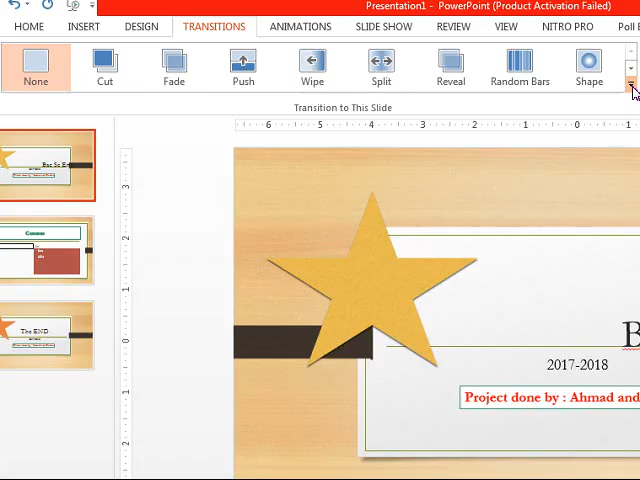 Presentation1 - PowerPoint (Product Activation Failed)
HOME INSERT DESIGN TRANSITIONS ANIMATIONS SLIDE SHOW REVIEW VIEW NITRO PRO Poll
None Cut Fade Push Wipe Split Reveal Random Bars Shape
Transition to This Slide
6 5 4 3 2 1 0 1
3
2
1
0
1
2
The END
B
2017-2018
Project done by : Ahmad and